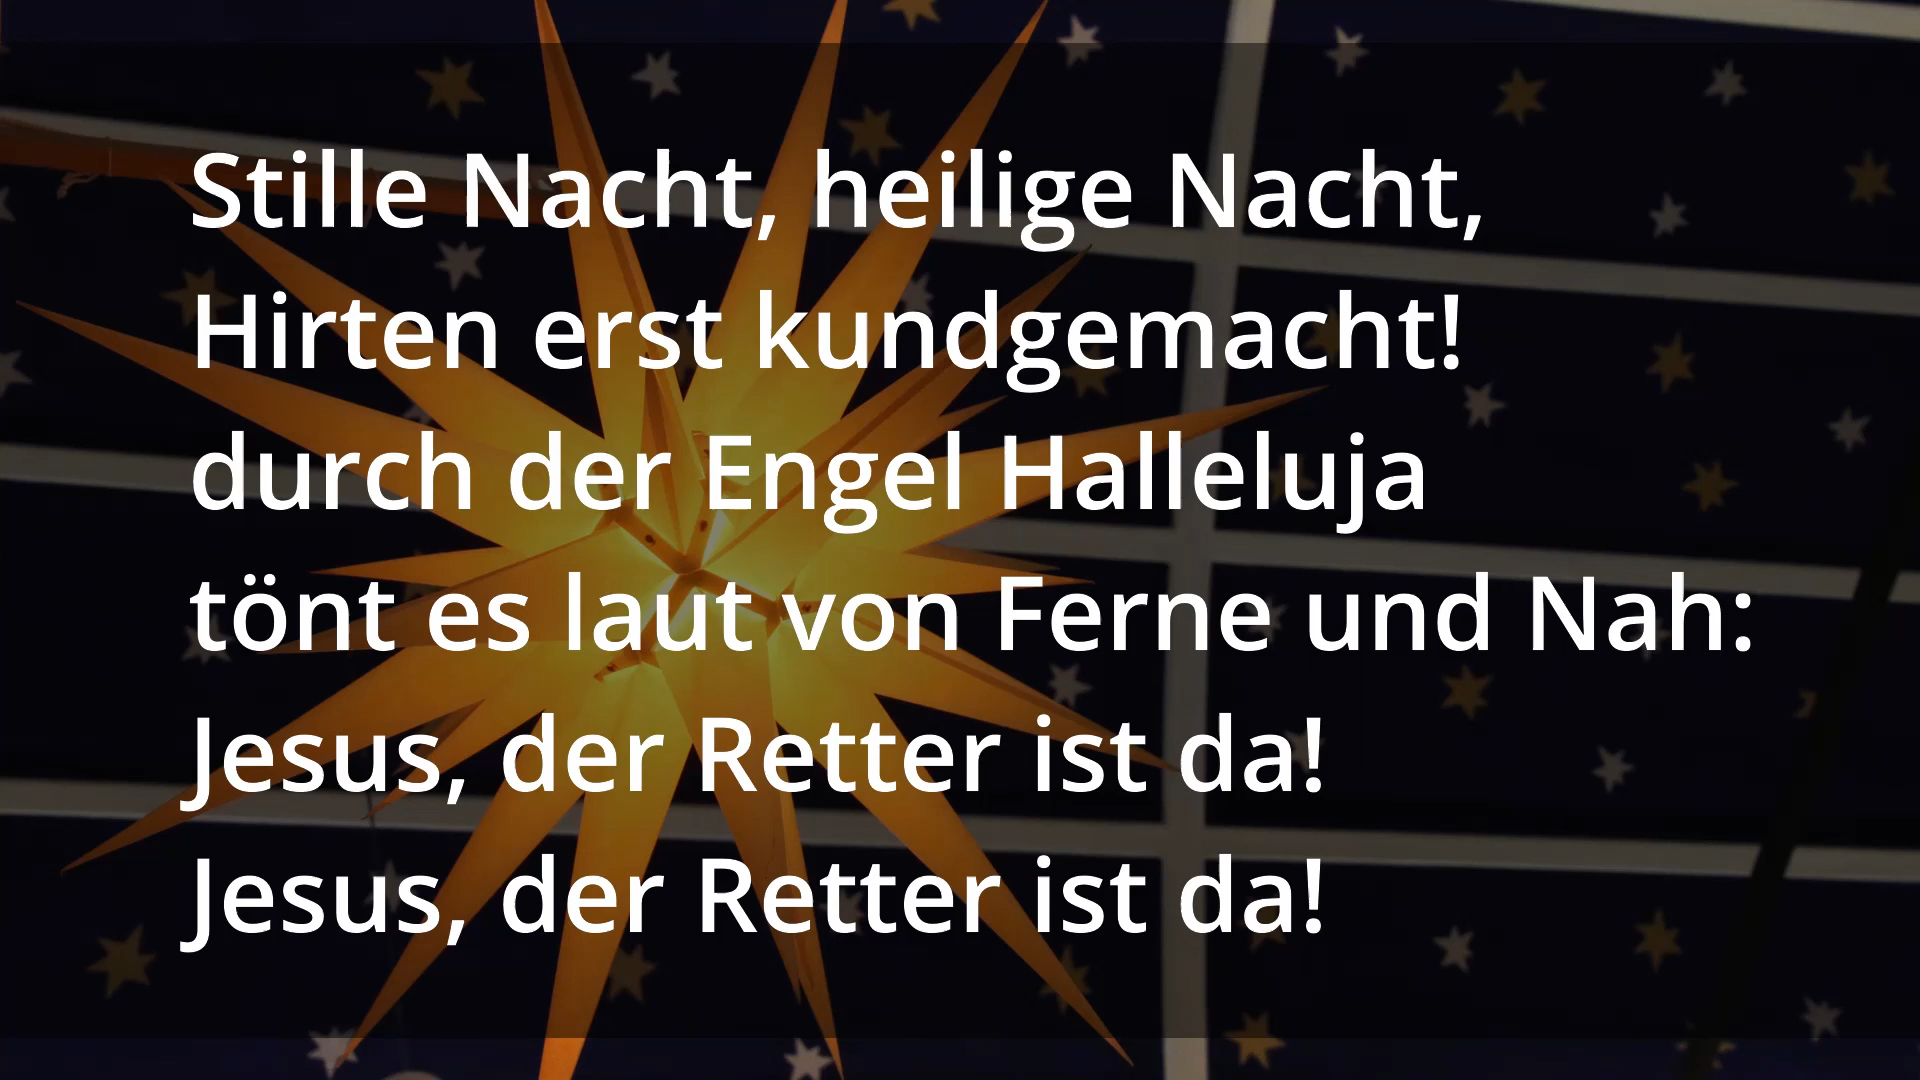 Stille Nacht, heilige Nacht,
Hirten erst kundgemacht!
durch der Engel Halleluja
tönt es laut von Ferne und Nah:
Jesus, der Retter ist da!
Jesus, der Retter ist da!